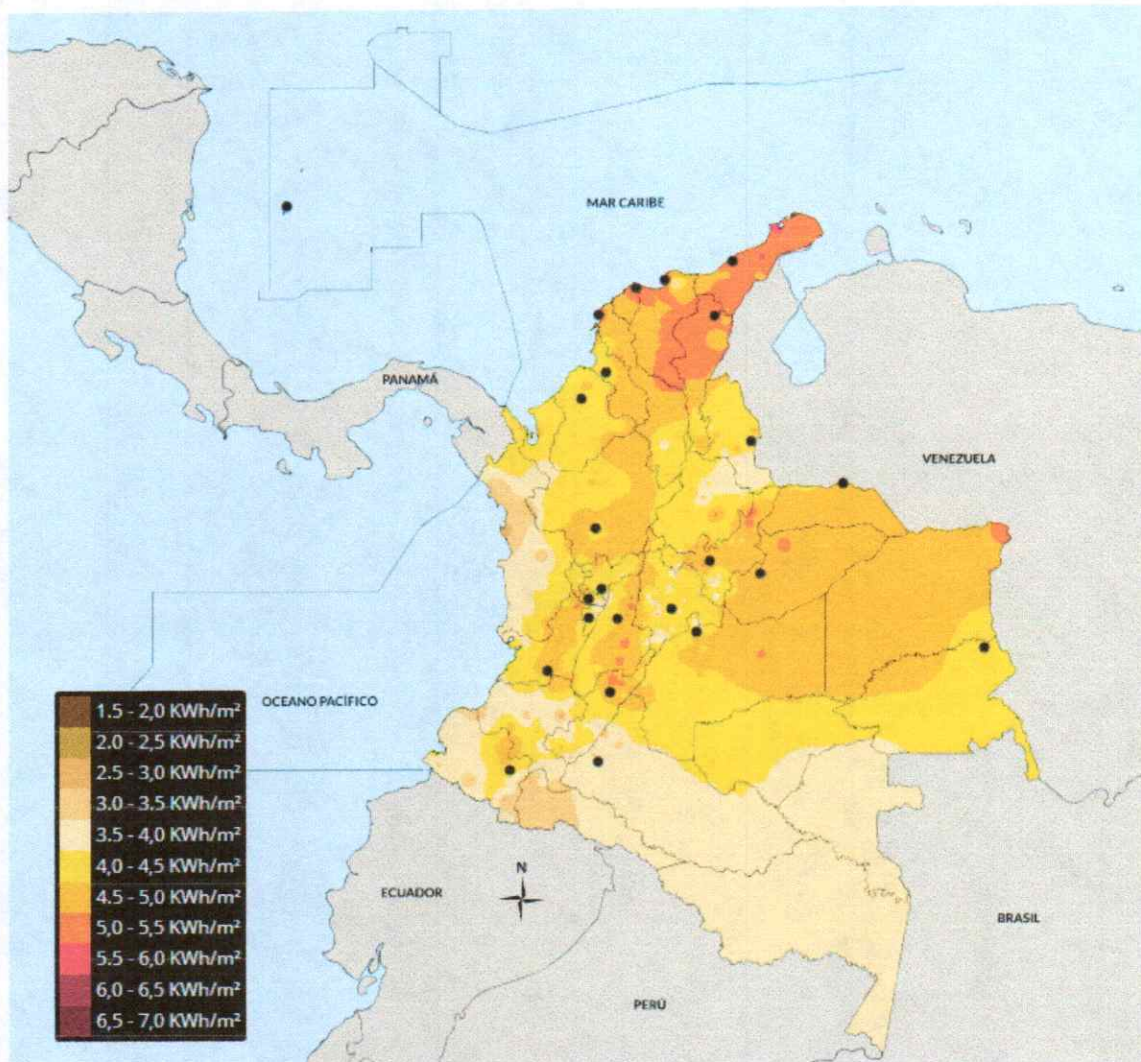 MAR CARIBE
PANAMÁ
VENEZUELA
OCEANO PACÍFICO
1.5 - 2,0 KWh/m²
2.0 - 2,5 KWh/m²
2.5 - 3,0 KWh/m²
3.0 - 3.5 KWh/m²
3.5 - 4,0 KWh/m²
4,0 - 4,5 KWh/m²
4.5 - 5,0 KWh/m²
5,0 - 5,5 KWh/m²
5.5 - 6,0 KWh/m²
6,0 - 6,5 KWh/m²
6,5 - 7,0 KWh/m²
N
ECUADOR
BRASIL
PERÚ